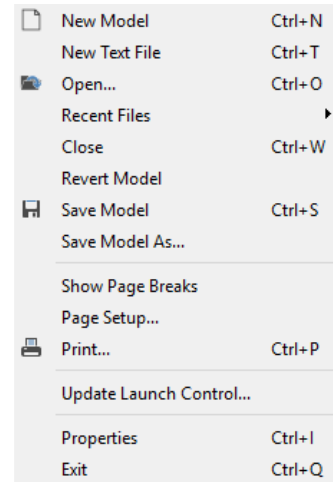 New Model Ctrl+N
New Text File Ctrl+T
Open... Ctrl+O
Recent Files
Close Ctrl+W
Revert Model
Save Model Ctrl+S
Save Model As...
Show Page Breaks
Page Setup...
Print... Ctrl+P
Update Launch Control...
Properties Ctrl+I
Exit Ctrl+Q